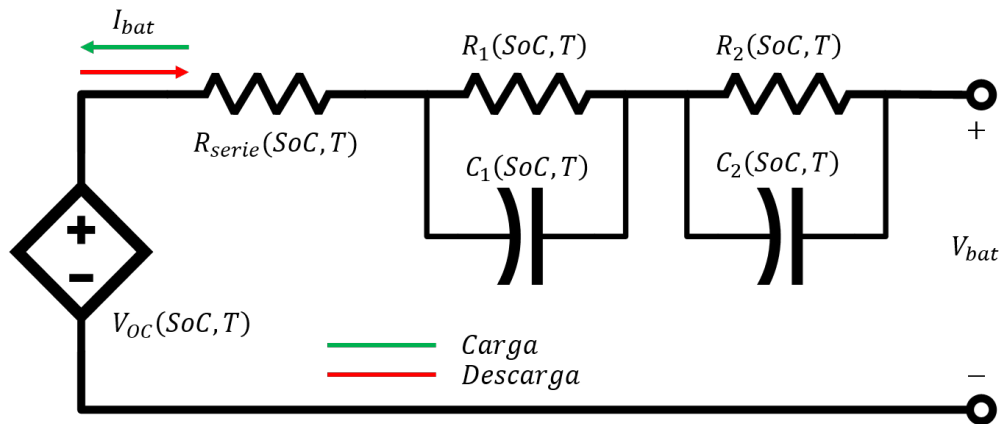 I_bat
R_1(SoC,T)
R_2(SoC,T)
R_serie(SoC,T)
C_1(SoC,T)
C_2(SoC,T)
+
+
-
V_bat
V_OC(SoC,T)
Carga
Descarga
−